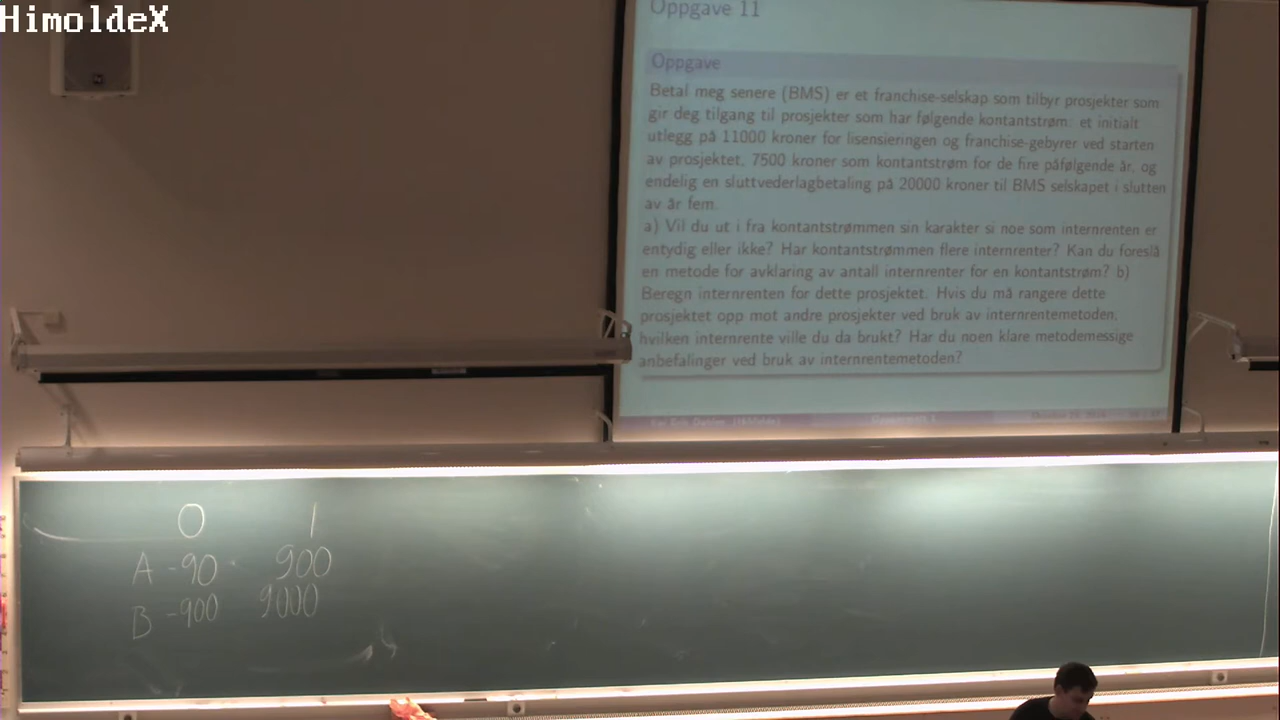 HimoldeX
Oppgave 11
Oppgave
Betal meg senere (BMS) er et franchise-selskap som tilbyr prosjekter som
gir deg tilgang til prosjekter som har følgende kontantstrøm: et initialt
utlegg på 11000 kroner for lisensieringen og franchise-gebyrer ved starten
av prosjektet, 7500 kroner som kontantstrøm for de fire påfølgende år, og
endelig en sluttvederlagbetaling på 20000 kroner til BMS selskapet i slutten
av år fem.
a) Vil du ut i fra kontantstrømmen sin karakter si noe som internrenten er
entydig eller ikke? Har kontantstrømmen flere internrenter? Kan du foreslå
en metode for avklaring av antall internrenter for en kontantstrøm? b)
Beregn internrenten for dette prosjektet. Hvis du må rangere dette
prosjektet opp mot andre prosjekter ved bruk av internrentemetoden,
hvilken internrente ville du da brukt? Har du noen klare metodemessige
anbefalinger ved bruk av internrentemetoden?
0 1
A -90 900
B -900 9000